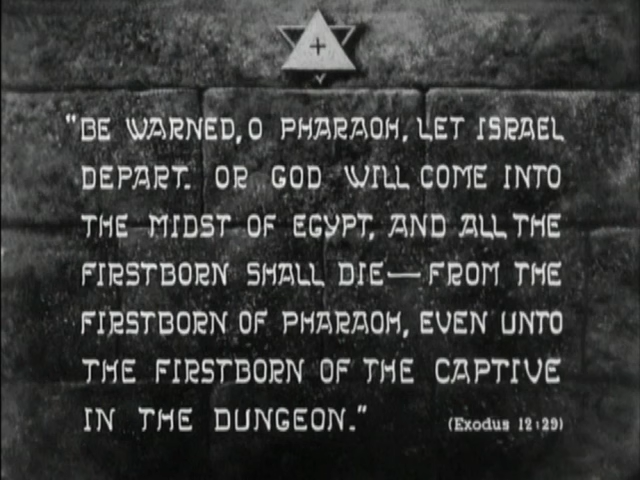 "BE WARNED, O PHARAOH, LET ISRAEL
DEPART. OR GOD WILL COME INTO
THE MIDST OF EGYPT, AND ALL THE
FIRSTBORN SHALL DIE—FROM THE
FIRSTBORN OF PHARAOH, EVEN UNTO
THE FIRSTBORN OF THE CAPTIVE
IN THE DUNGEON."
(Exodus 12:29)